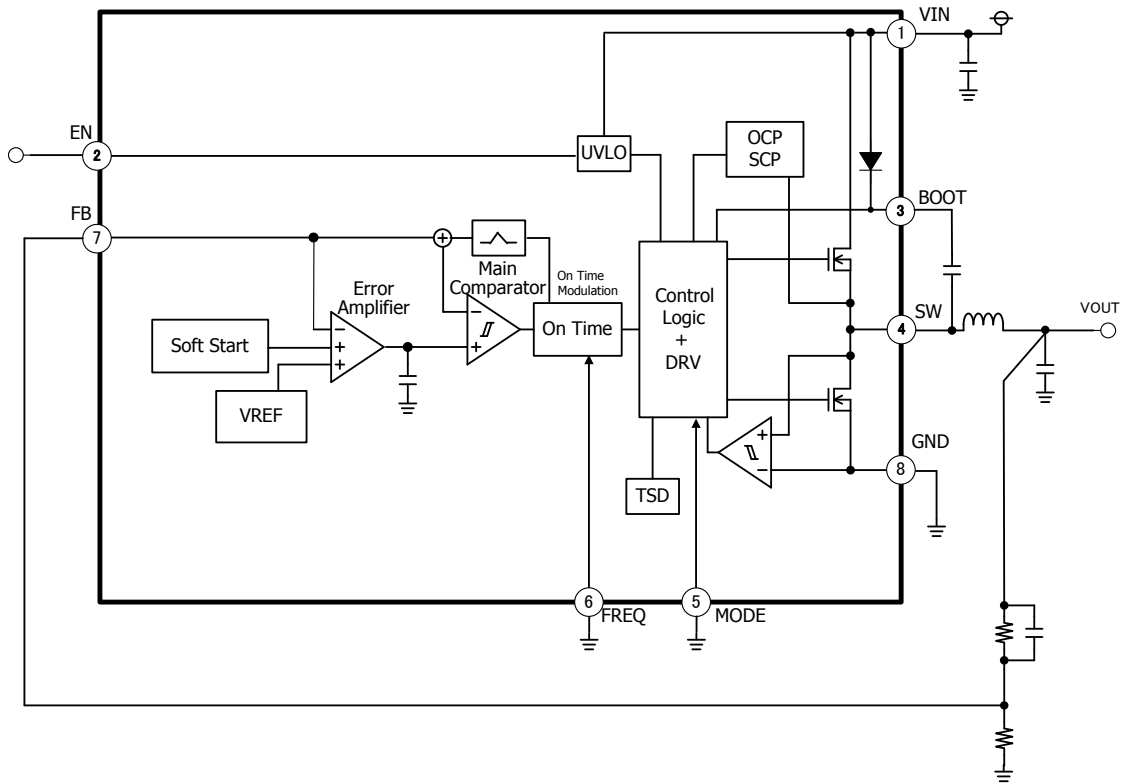 VIN
1
EN
2
UVLO
OCP
SCP
BOOT
3
FB
7
Main
Comparator
On Time
Modulation
Error
Amplifier
Soft Start
VREF
On Time
Control
Logic
+
DRV
SW
4
VOUT
GND
8
TSD
6
FREQ
5
MODE